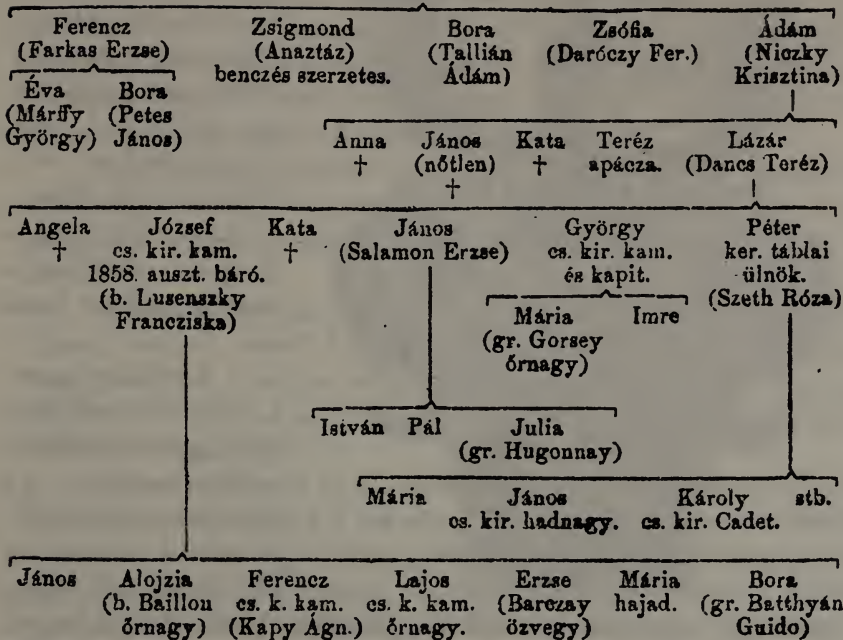 Ferencz Zsigmond Bora Zsófia Ádám
(Farkas Erzse) (Anaztáz) (Tallián (Daróczy Fer.) (Niczky
benczés szerzetes. Ádám) Krisztina)
Éva Bora
(Márffy (Petes
György) János)
Anna János Kata Teréz Lázár
† (nőtlen) † apácza. (Dancs Teréz)
†
Angela József Kata János György Péter
† cs. kir. kam. † (Salamon Erzse) cs. kir. kam. ker. táblai
1858. auszt. báró. és kapit. ülnök.
(b. Lusenszky (Szeth Róza)
Francziska)
Mária Imre
(gr. Gorsey
őrnagy)
István Pál Julia
(gr. Hugonnay)
Mária János Károly stb.
cs. kir. hadnagy. cs. kir. Cadet.
János Alojzia Ferencz Lajos Erzse Mária Bora
(b. Baillou cs. k. kam. cs. k. kam. (Barczay hajad. (gr. Batthyán
őrnagy) (Kapy Ágn.) őrnagy. özvegy) Guido)